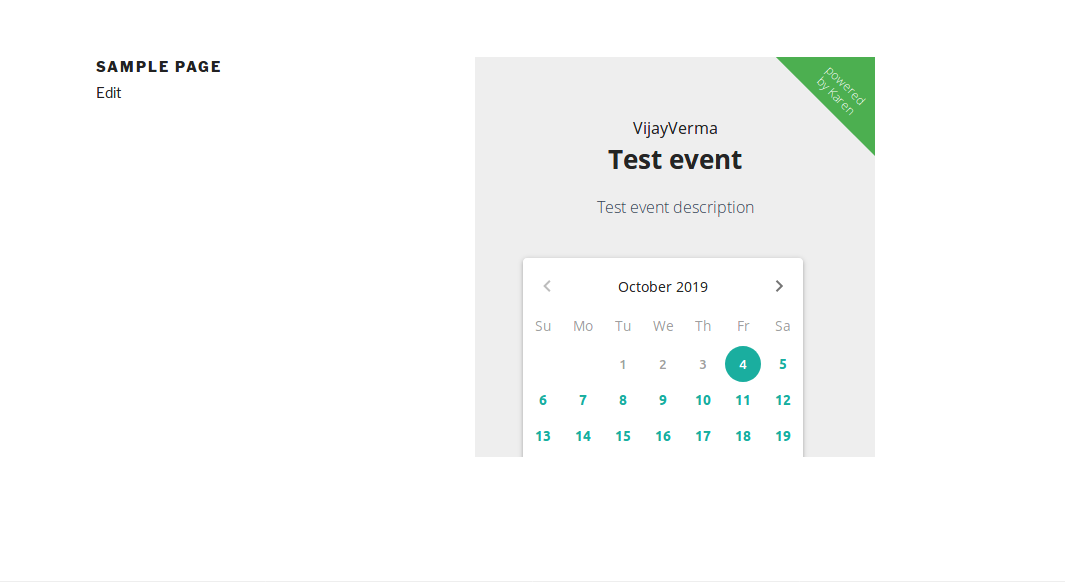 SAMPLE PAGE
Edit
powered
by Karen
VijayVerma
Test event
Test event description
October 2019
Su Mo Tu We Th Fr Sa
1 2 3 4 5
6 7 8 9 10 11 12
13 14 15 16 17 18 19